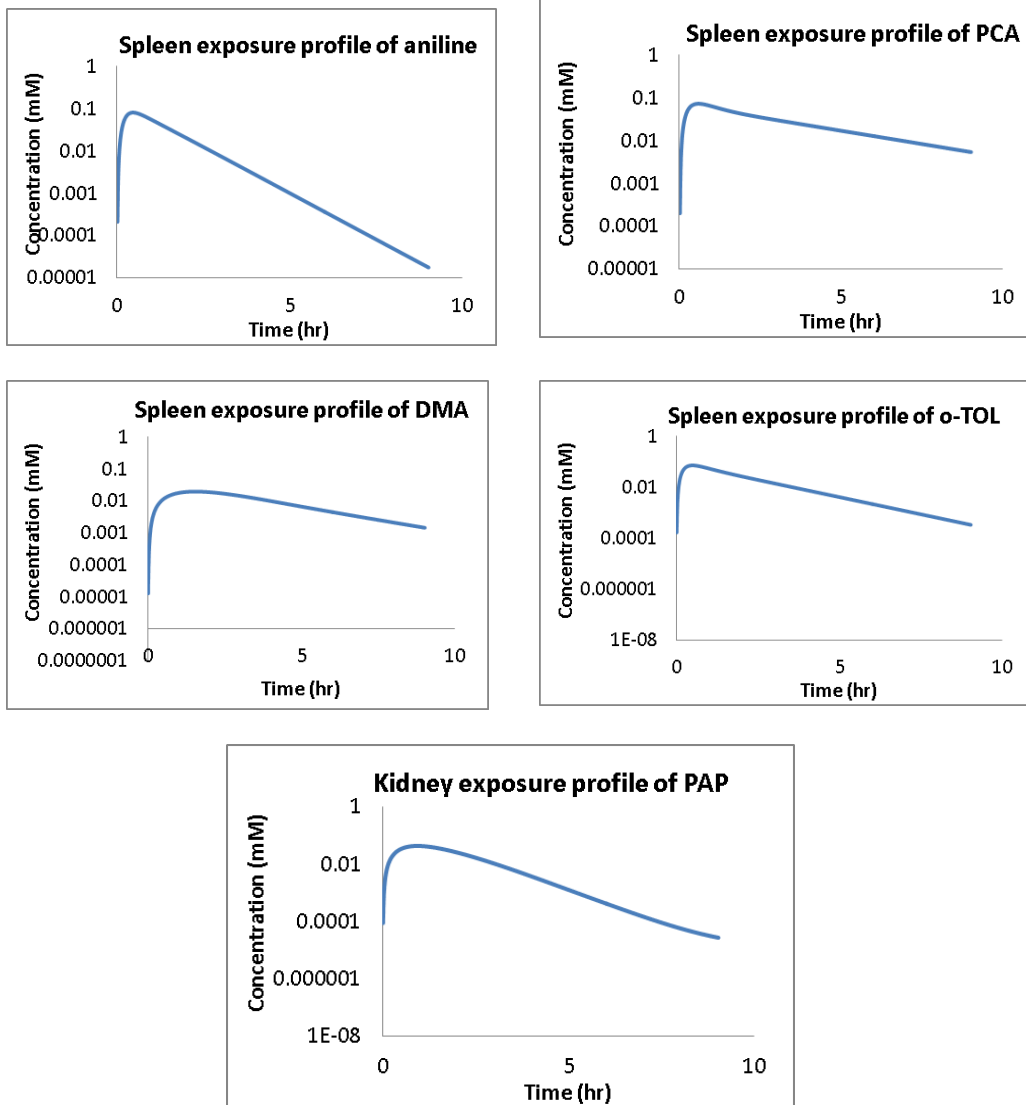 Spleen exposure profile of aniline
Concentration (mM)
1
0.1
0.01
0.001
0.0001
0.00001
0
5
10
Time (hr)
Spleen exposure profile of PCA
Concentration (mM)
1
0.1
0.01
0.001
0.0001
0.00001
0
5
10
Time (hr)
Spleen exposure profile of DMA
Concentration (mM)
1
0.1
0.01
0.001
0.0001
0.00001
0.000001
0.0000001
0
5
10
Time (hr)
Spleen exposure profile of o-TOL
Concentration (mM)
1
0.01
0.0001
0.000001
1E-08
0
5
10
Time (hr)
Kidney exposure profile of PAP
Concentration (mM)
1
0.01
0.0001
0.000001
1E-08
0
5
10
Time (hr)